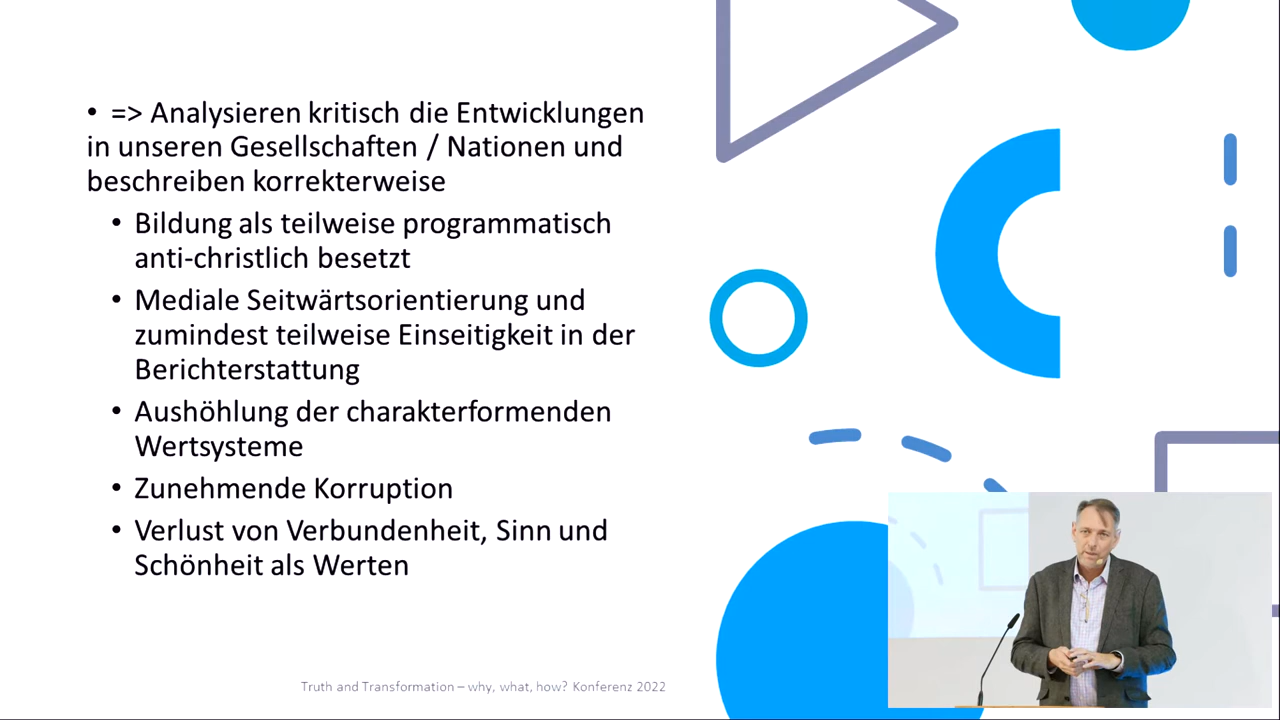 • => Analysieren kritisch die Entwicklungen
in unseren Gesellschaften / Nationen und
beschreiben korrekterweise
• Bildung als teilweise programmatisch
anti-christlich besetzt
• Mediale Seitwärtsorientierung und
zumindest teilweise Einseitigkeit in der
Berichterstattung
• Aushöhlung der charakterformenden
Wertsysteme
• Zunehmende Korruption
• Verlust von Verbundenheit, Sinn und
Schönheit als Werten
Truth and Transformation – why, what, how? Konferenz 2022